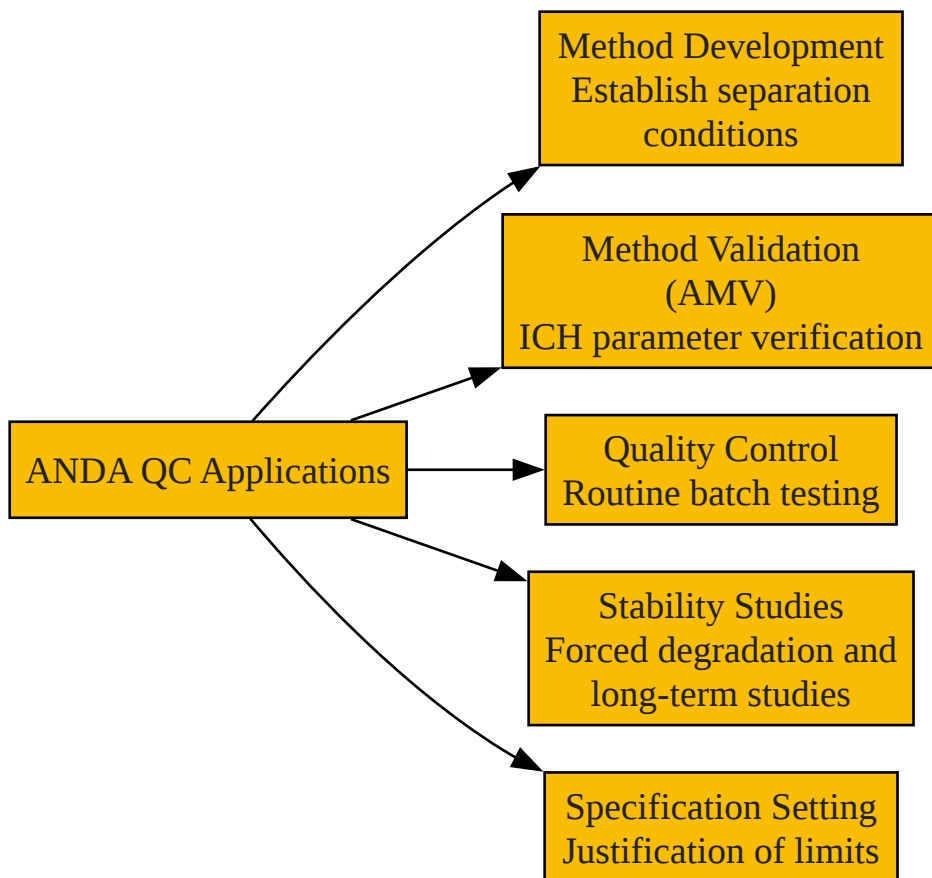 Method Development
Establish separation
conditions
Method Validation
(AMV)
ICH parameter verification
ANDA QC Applications
Quality Control
Routine batch testing
Stability Studies
Forced degradation and
long-term studies
Specification Setting
Justification of limits